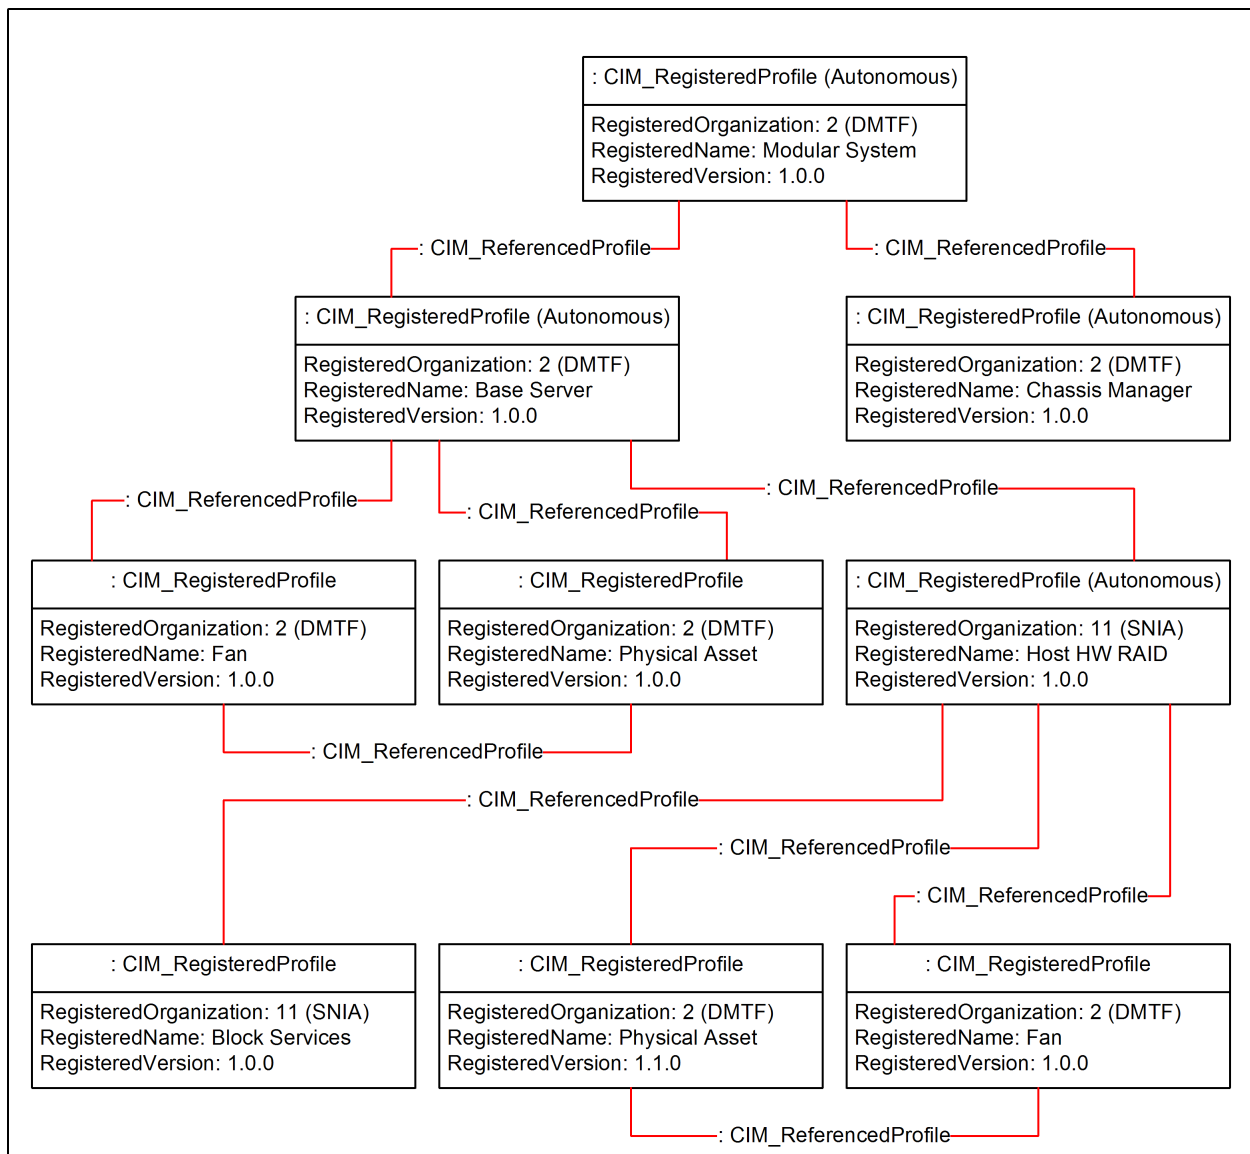 : CIM_RegisteredProfile (Autonomous)
RegisteredOrganization: 2 (DMTF)
RegisteredName: Modular System
RegisteredVersion: 1.0.0
: CIM_ReferencedProfile
: CIM_ReferencedProfile
: CIM_RegisteredProfile (Autonomous)
RegisteredOrganization: 2 (DMTF)
RegisteredName: Base Server
RegisteredVersion: 1.0.0
: CIM_RegisteredProfile (Autonomous)
RegisteredOrganization: 2 (DMTF)
RegisteredName: Chassis Manager
RegisteredVersion: 1.0.0
: CIM_ReferencedProfile
: CIM_ReferencedProfile
: CIM_ReferencedProfile
: CIM_RegisteredProfile
RegisteredOrganization: 2 (DMTF)
RegisteredName: Fan
RegisteredVersion: 1.0.0
: CIM_RegisteredProfile
RegisteredOrganization: 2 (DMTF)
RegisteredName: Physical Asset
RegisteredVersion: 1.0.0
: CIM_RegisteredProfile (Autonomous)
RegisteredOrganization: 11 (SNIA)
RegisteredName: Host HW RAID
RegisteredVersion: 1.0.0
: CIM_ReferencedProfile
: CIM_ReferencedProfile
: CIM_ReferencedProfile
: CIM_ReferencedProfile
: CIM_RegisteredProfile
RegisteredOrganization: 11 (SNIA)
RegisteredName: Block Services
RegisteredVersion: 1.0.0
: CIM_RegisteredProfile
RegisteredOrganization: 2 (DMTF)
RegisteredName: Physical Asset
RegisteredVersion: 1.1.0
: CIM_RegisteredProfile
RegisteredOrganization: 2 (DMTF)
RegisteredName: Fan
RegisteredVersion: 1.0.0
: CIM_ReferencedProfile